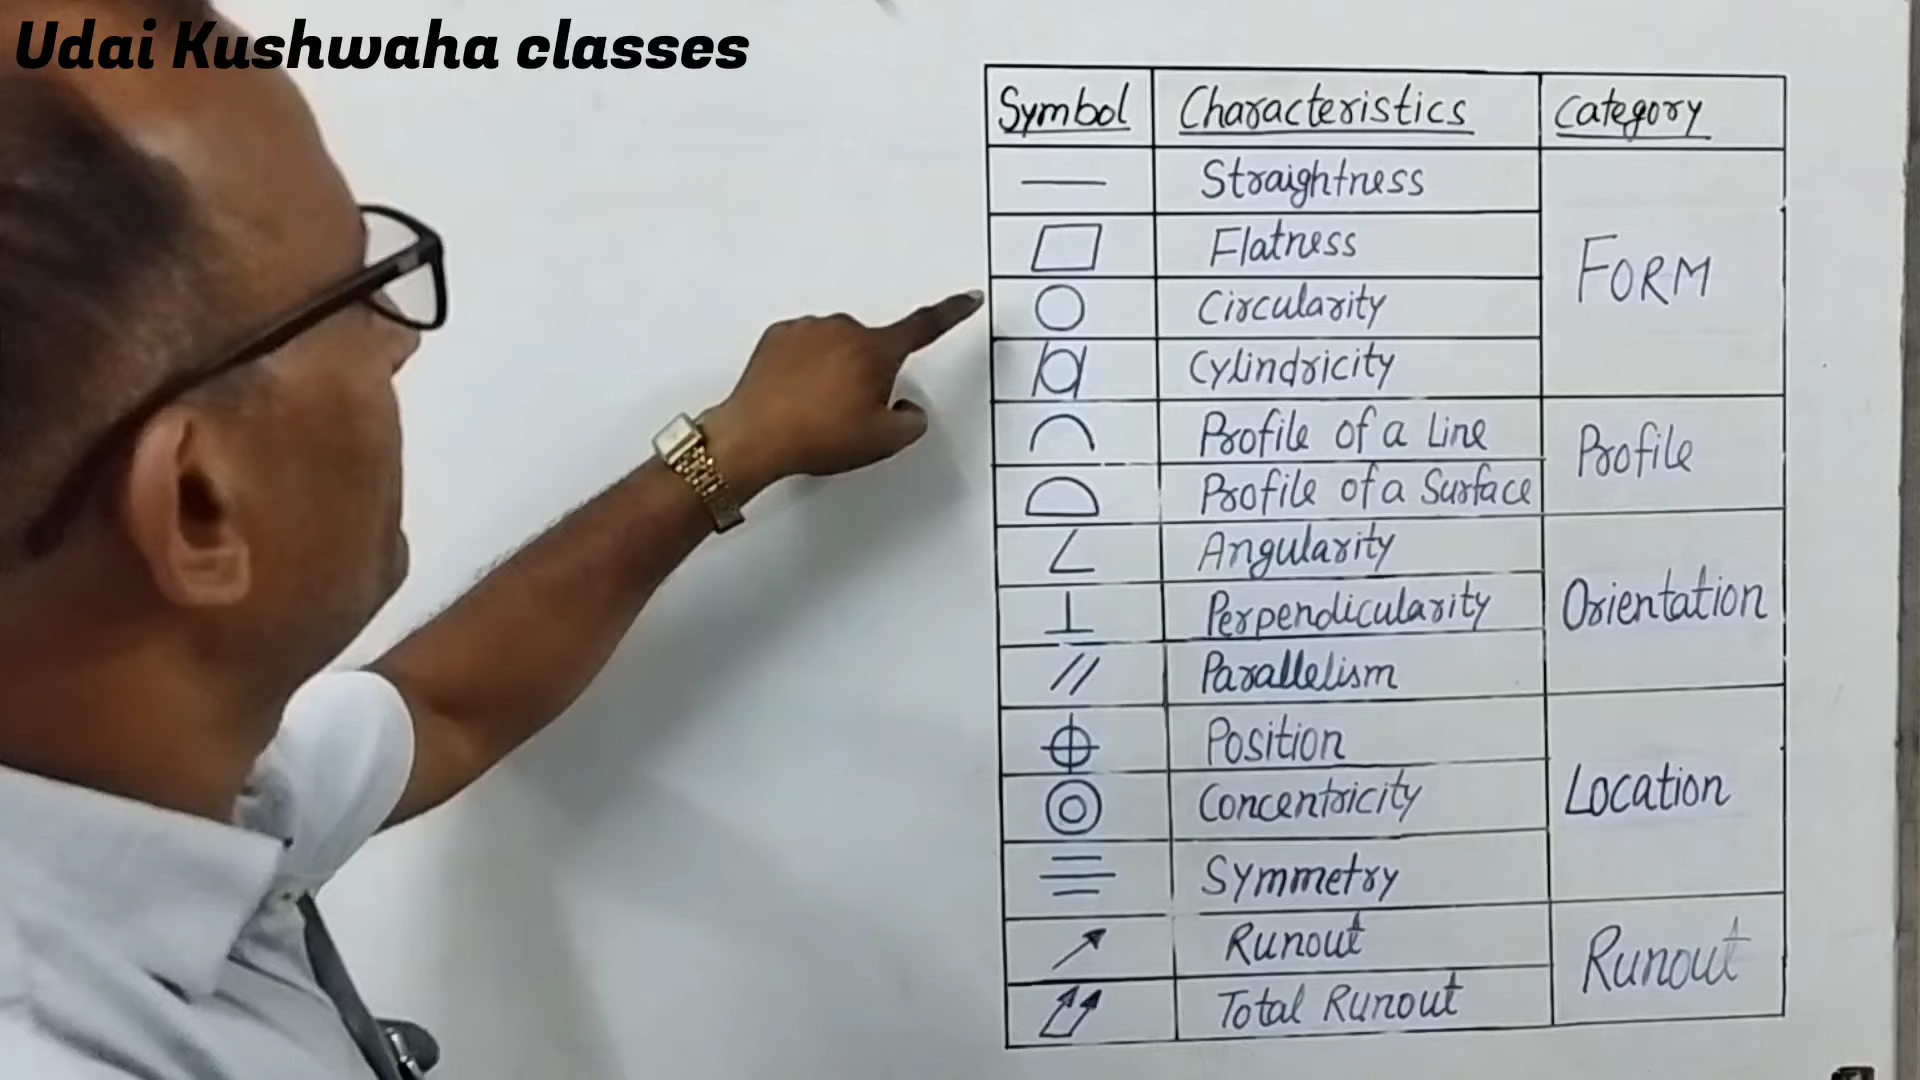 Udai Kushwaha classes
Symbol Characteristics Category
Straightness
Flatness
FORM
Circularity
Cylindricity
Profile of a Line
Profile
Profile of a Surface
Angularity
Perpendicularity
Orientation
Parallelism
Position
Concentricity
Location
Symmetry
Runout
Runout
Total Runout